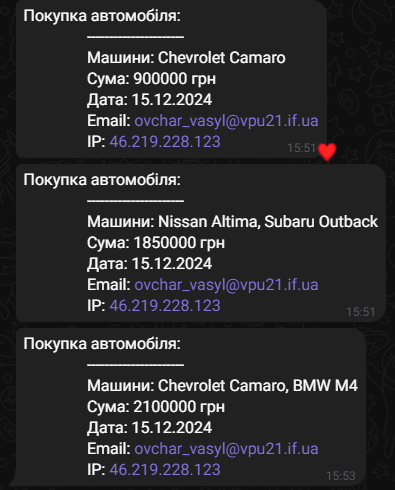 Покупка автомобіля:
----------------------
Машини: Chevrolet Camaro
Сума: 900000 грн
Дата: 15.12.2024
Email: ovchar_vasyl@vpu21.if.ua
IP: 46.219.228.123
15:51
Покупка автомобіля:
----------------------
Машини: Nissan Altima, Subaru Outback
Сума: 1850000 грн
Дата: 15.12.2024
Email: ovchar_vasyl@vpu21.if.ua
IP: 46.219.228.123
15:51
Покупка автомобіля:
----------------------
Машини: Chevrolet Camaro, BMW M4
Сума: 2100000 грн
Дата: 15.12.2024
Email: ovchar_vasyl@vpu21.if.ua
IP: 46.219.228.123
15:53